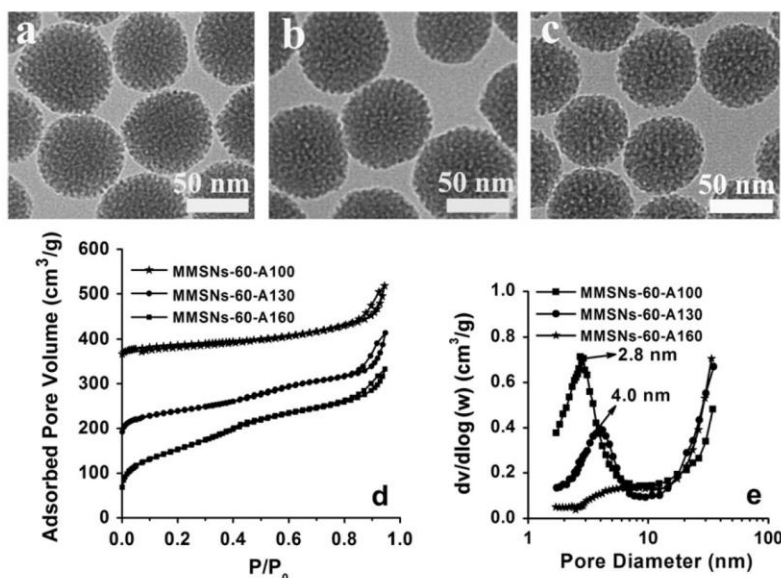 a
b
c
50 nm
50 nm
50 nm
600
500
400
300
200
100
0
Adsorbed Pore Volume (cm³/g)
MMSNs-60-A100
MMSNs-60-A130
MMSNs-60-A160
d
0.0 0.2 0.4 0.6 0.8 1.0
P/P₀
1.0
0.8
0.6
0.4
0.2
0.0
dv/dlog (w) (cm³/g)
MMSNs-60-A100
MMSNs-60-A130
MMSNs-60-A160
2.8 nm
4.0 nm
e
1 10 100
Pore Diameter (nm)